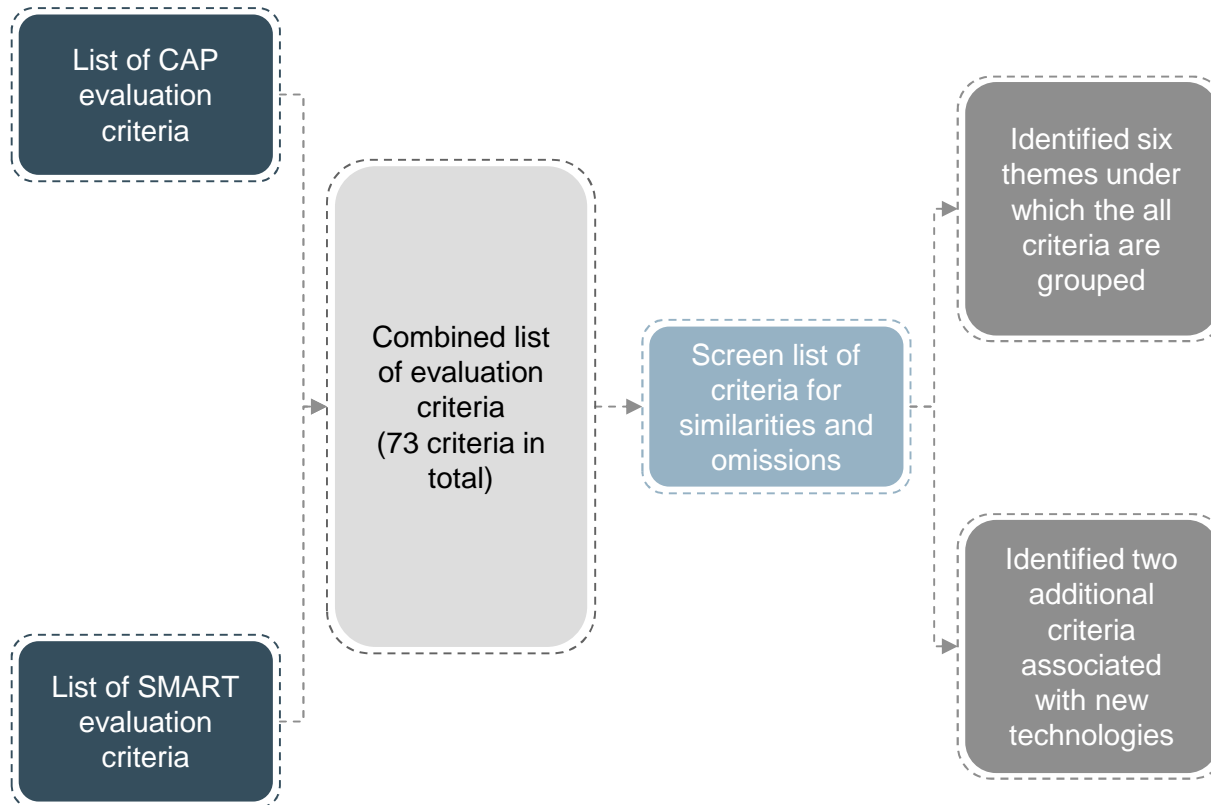 List of CAP
evaluation
criteria
List of SMART
evaluation
criteria
Combined list
of evaluation
criteria
(73 criteria in
total)
Screen list of
criteria for
similarities and
omissions
Identified six
themes under
which the all
criteria are
grouped
Identified two
additional
criteria
associated
with new
technologies